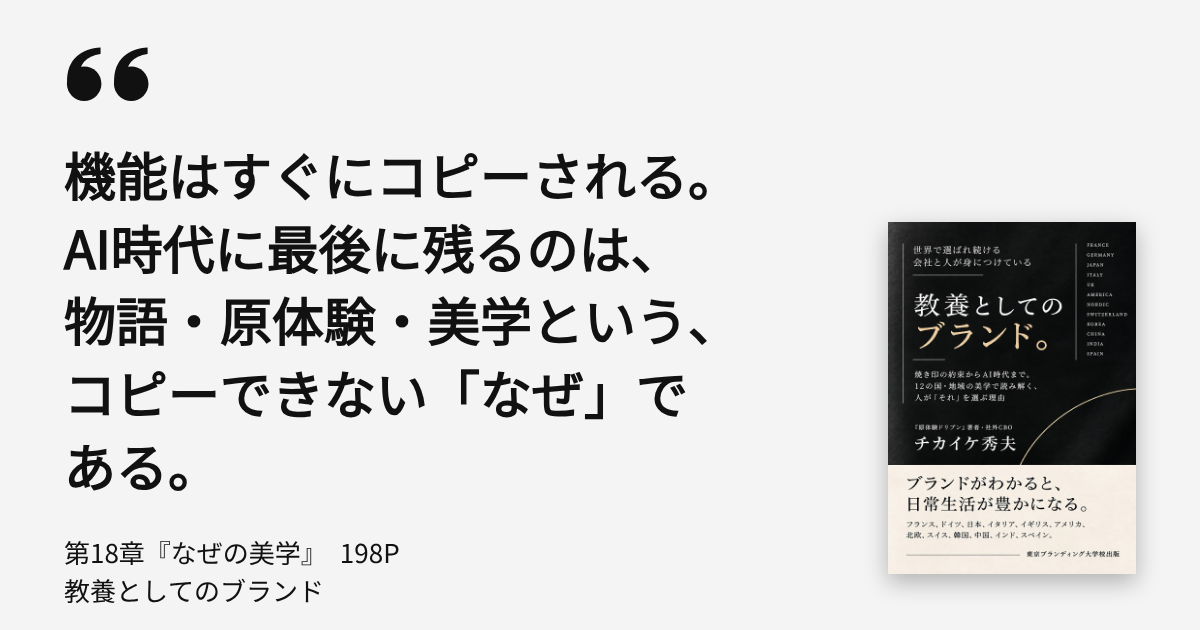 “
機能はすぐにコピーされる。
AI時代に最後に残るのは、
物語・原体験・美学という、
コピーできない「なぜ」で
ある。
第18章『なぜの美学』 198P
教養としてのブランド
世界で選ばれ続ける
会社と人が身につけている
教養としての
ブランド。
焼き印の約束からAI時代まで。
12の国・地域の美学で読み解く、
人が「それ」を選ぶ理由
『原体験ドリブン』著者・社外CBO
チカイケ秀夫
FRANCE
GERMANY
JAPAN
ITALY
UK
AMERICA
NORDIC
SWITZERLAND
KOREA
CHINA
INDIA
SPAIN
ブランドがわかると、
日常生活が豊かになる。
フランス、ドイツ、日本、イタリア、イギリス、アメリカ、
北欧、スイス、韓国、中国、インド、スペイン。
東京ブランディング大学校出版